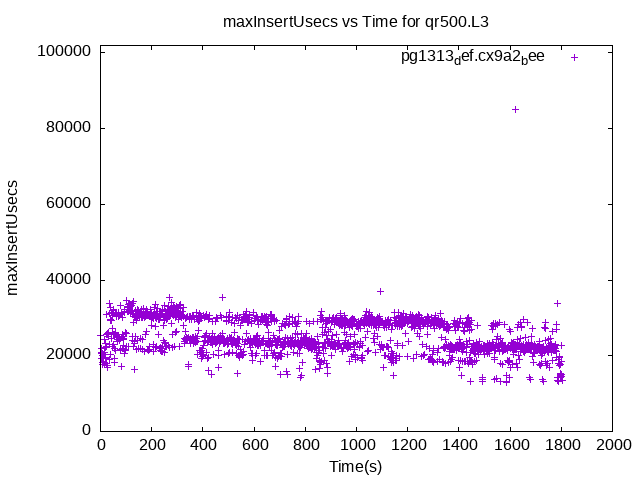 maxInsertUsecs vs Time for qr500.L3
100000
80000
60000
40000
20000
0
maxInsertUsecs
pg1313def.cx9a2bee
0 200 400 600 800 1000 1200 1400 1600 1800 2000
Time(s)